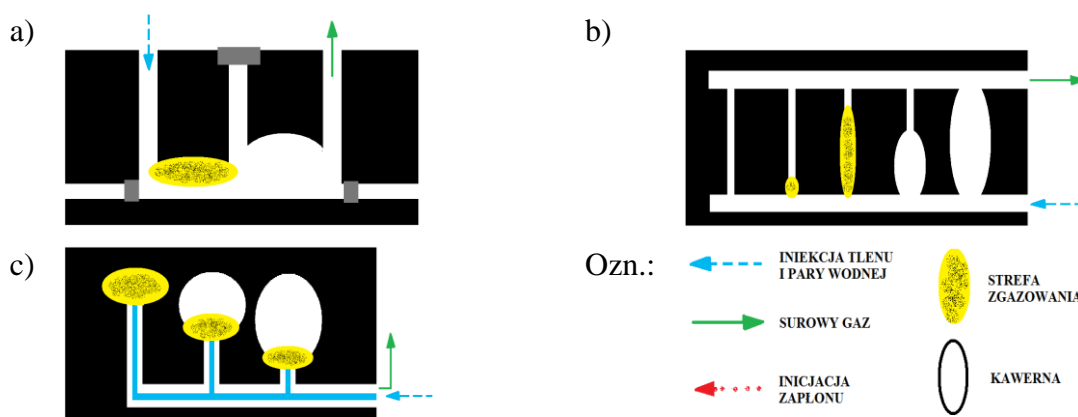 a)
b)
c)
Ozn.:
INIEKCJA TLENU
I PARY WODNEJ
SUROWY GAZ
INICJACJA
ZAPŁONU
STREFA
ZGAZOWANIA
KAWERNA